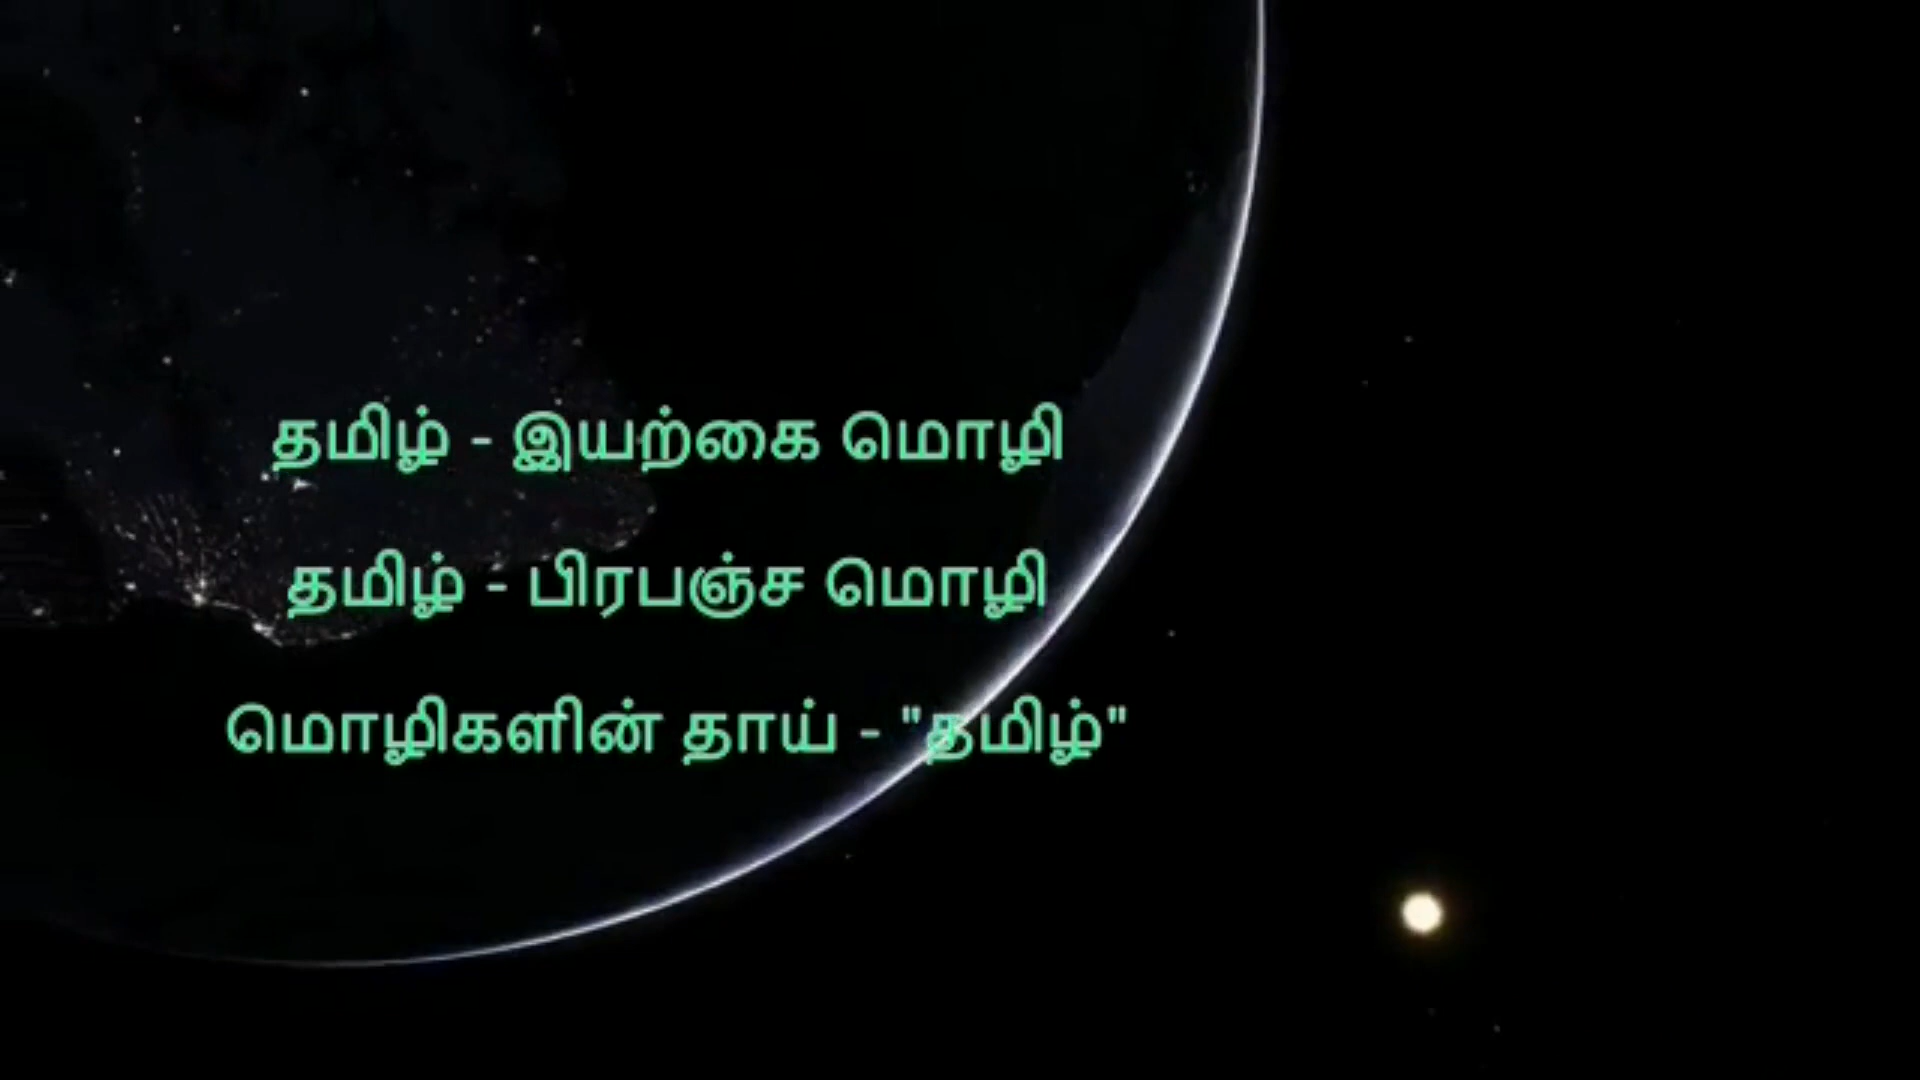 தமிழ் - இயற்கை மொழி
தமிழ் - பிரபஞ்ச மொழி
மொழிகளின் தாய் - "தமிழ்"